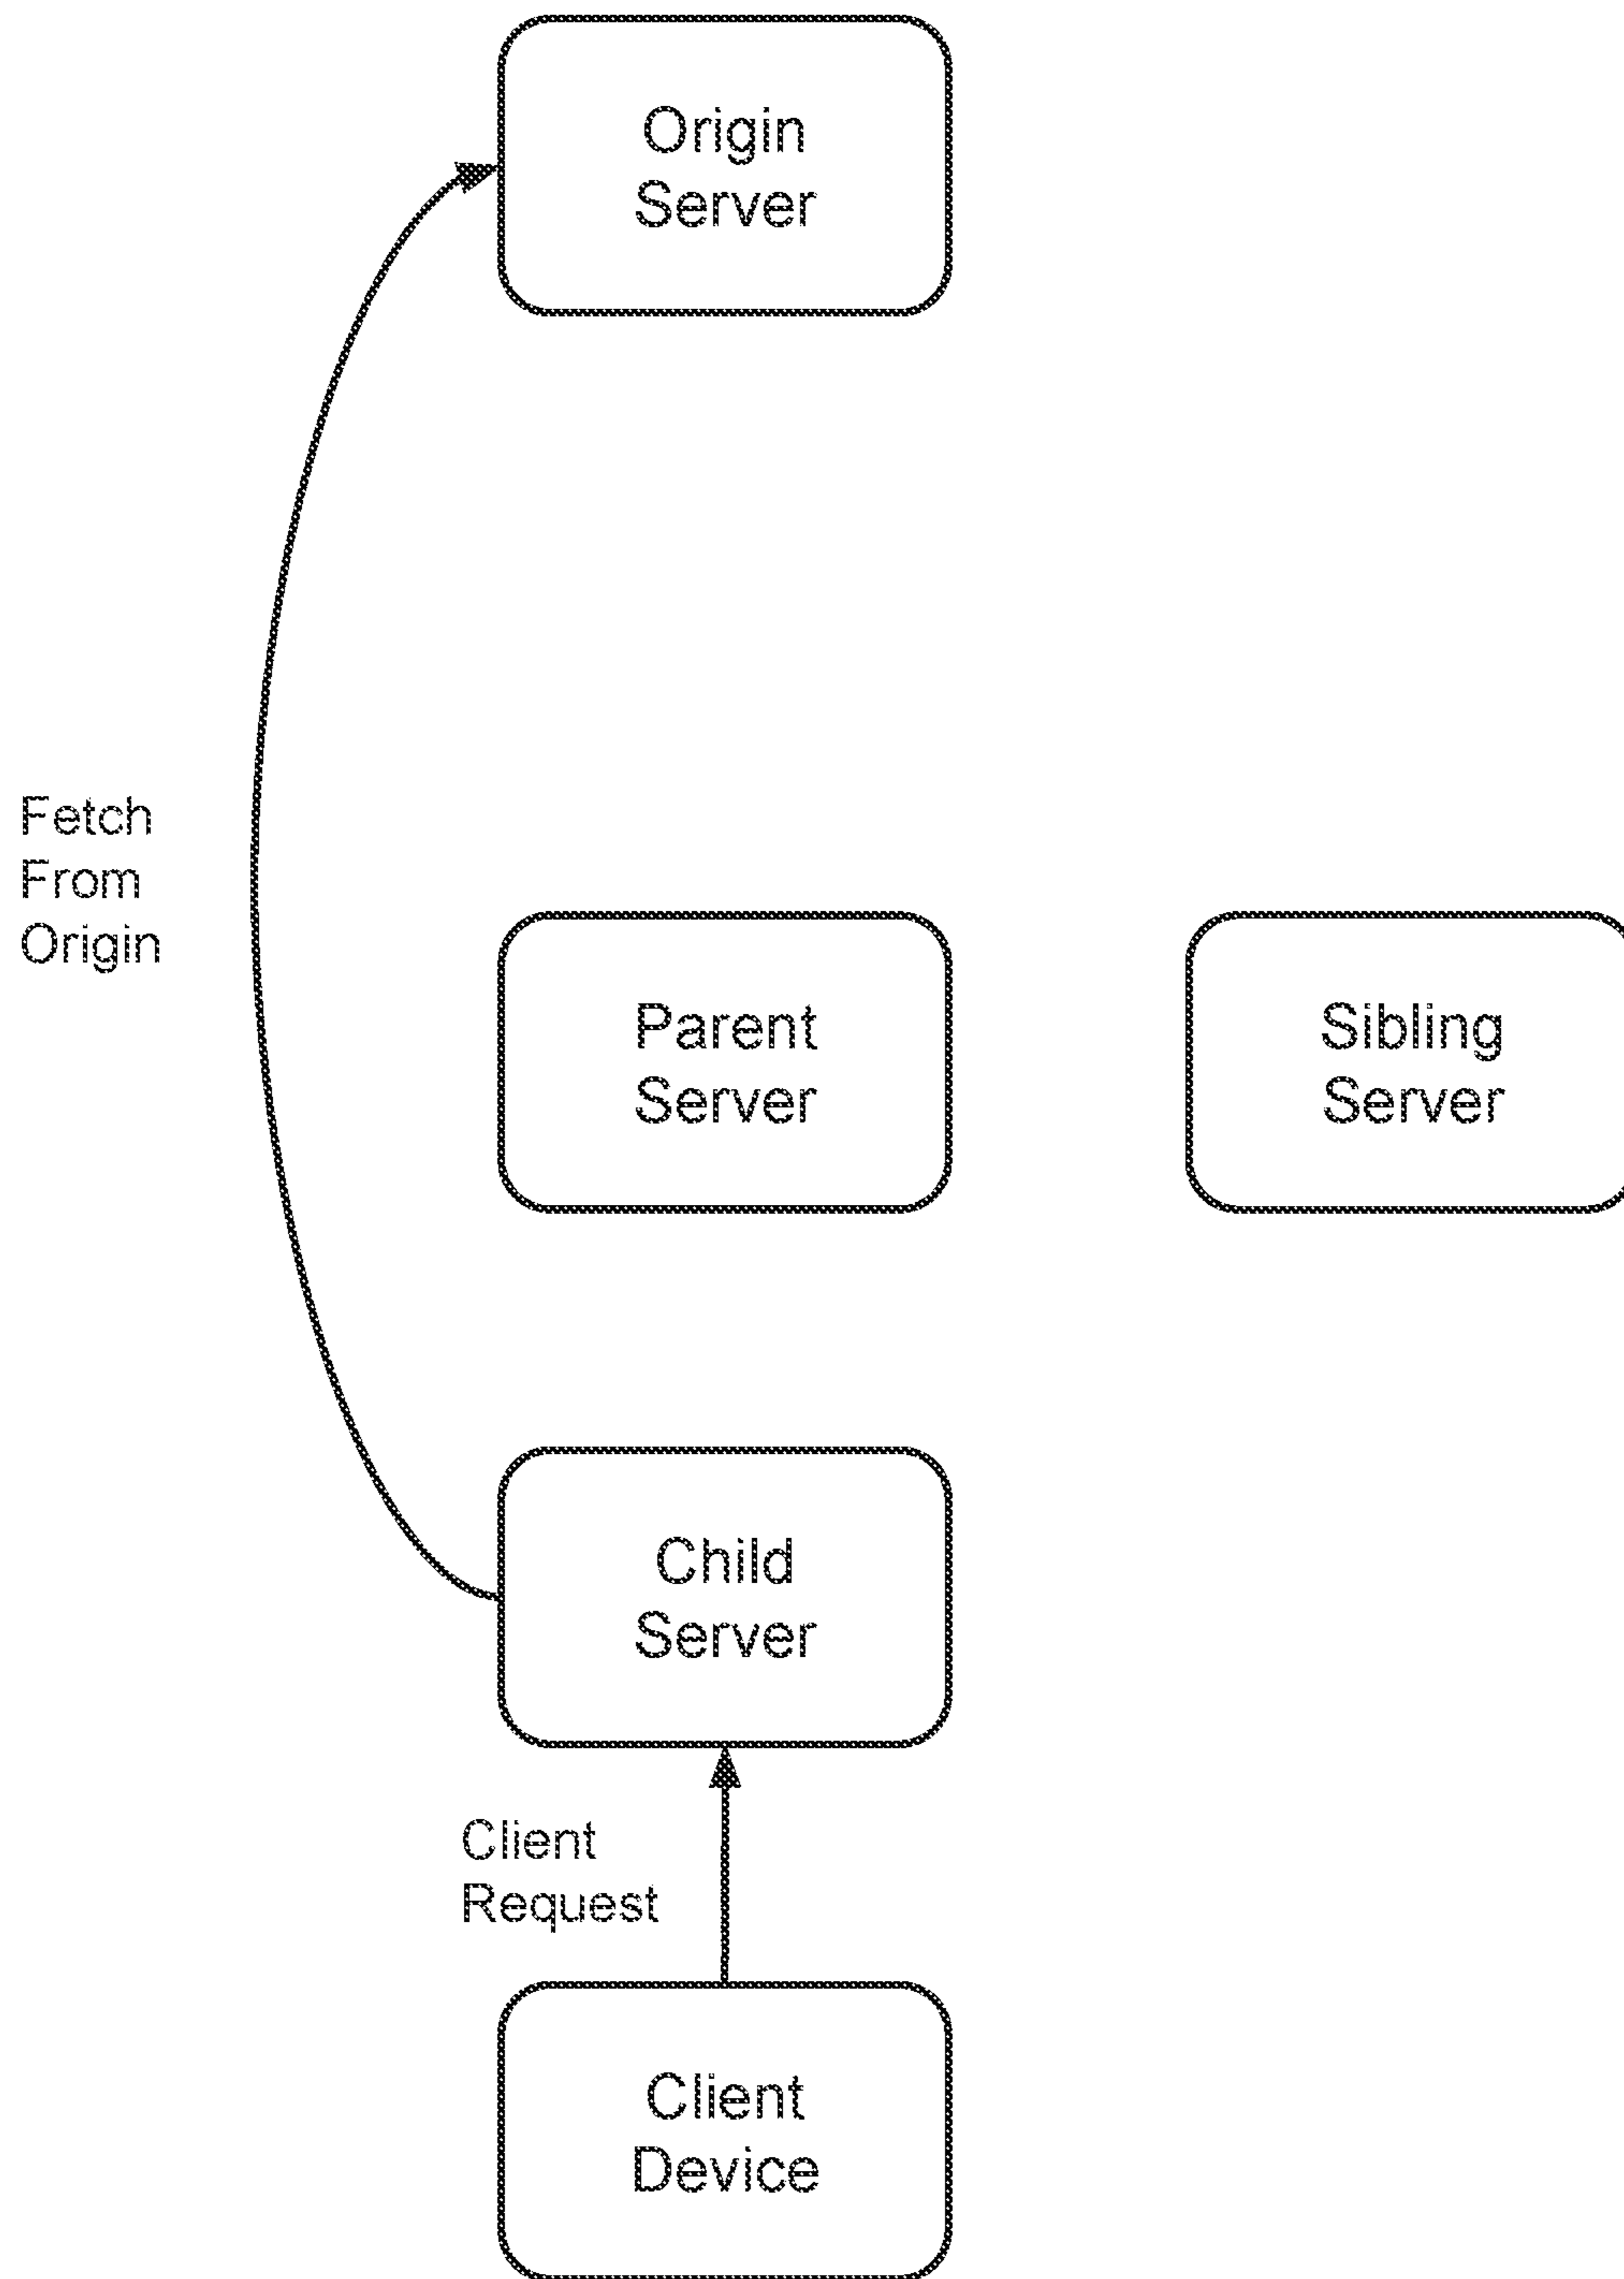 Origin
Server
Fetch
From
Origin
Parent
Server
Sibling
Server
Child
Server
Client
Request
Client
Device